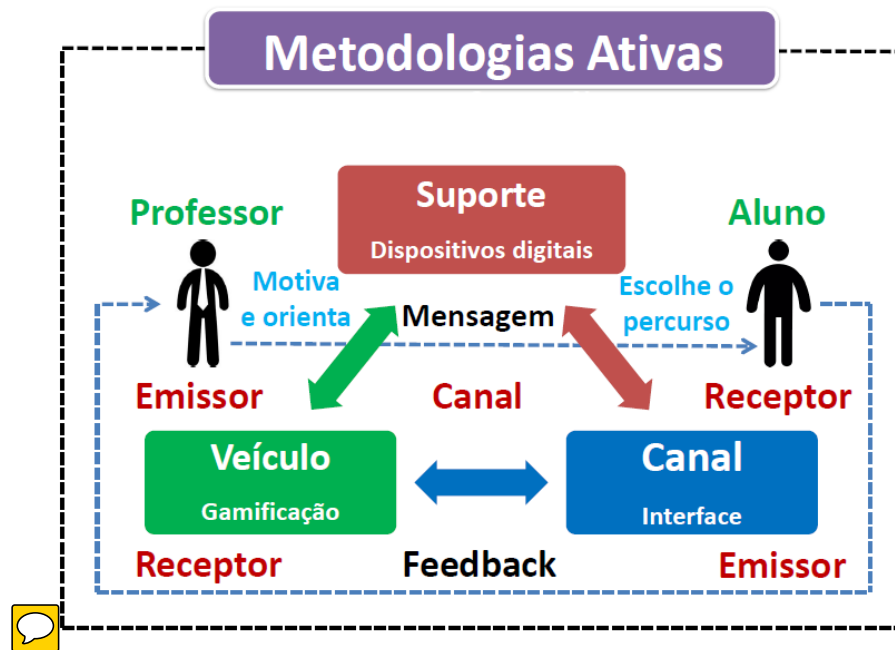 Metodologias Ativas
Suporte
Dispositivos digitais
Professor
Aluno
Motiva
e orienta
Mensagem
Escolhe o
percurso
Emissor
Canal
Receptor
Veículo
Gamificação
Canal
Interface
Receptor
Feedback
Emissor